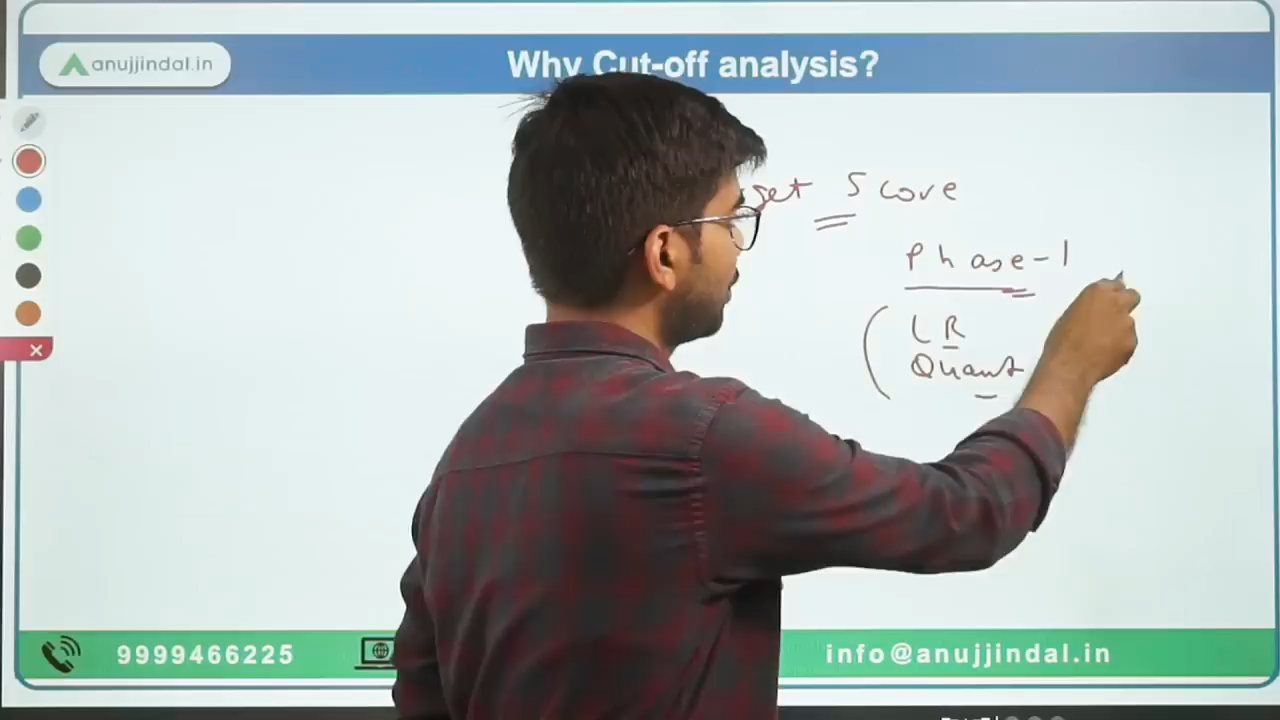 anujjindal.in
Why Cut-off analysis?
Score
Phase-1
LR
Quant
9999466225
info@anujjindal.in